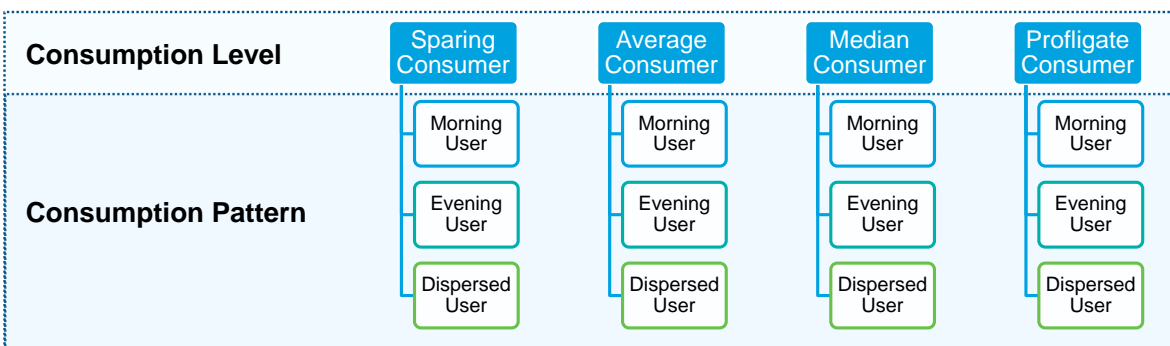 Consumption Level
Sparing
Consumer
Average
Consumer
Median
Consumer
Profligate
Consumer
Consumption Pattern
Morning
User
Evening
User
Dispersed
User
Morning
User
Evening
User
Dispersed
User
Morning
User
Evening
User
Dispersed
User
Morning
User
Evening
User
Dispersed
User